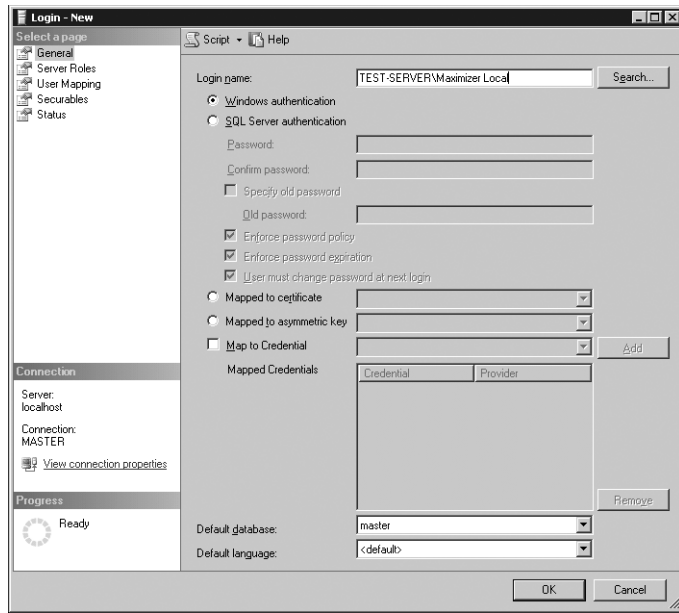 Login - New
Select a page
General
Server Roles
User Mapping
Securables
Status
Script Help
Login name: TEST-SERVER\Maximizer Local Search...
Windows authentication
SQL Server authentication
Password:
Confirm password:
Specify old password
Old password:
Enforce password policy
Enforce password expiration
User must change password at next login
Mapped to certificate
Mapped to asymmetric key
Map to Credential Add
Mapped Credentials Credential Provider
Remove
Default database: master
Default language: <default>
Connection
Server:
localhost
Connection:
MASTER
View connection properties
Progress
Ready
OK Cancel